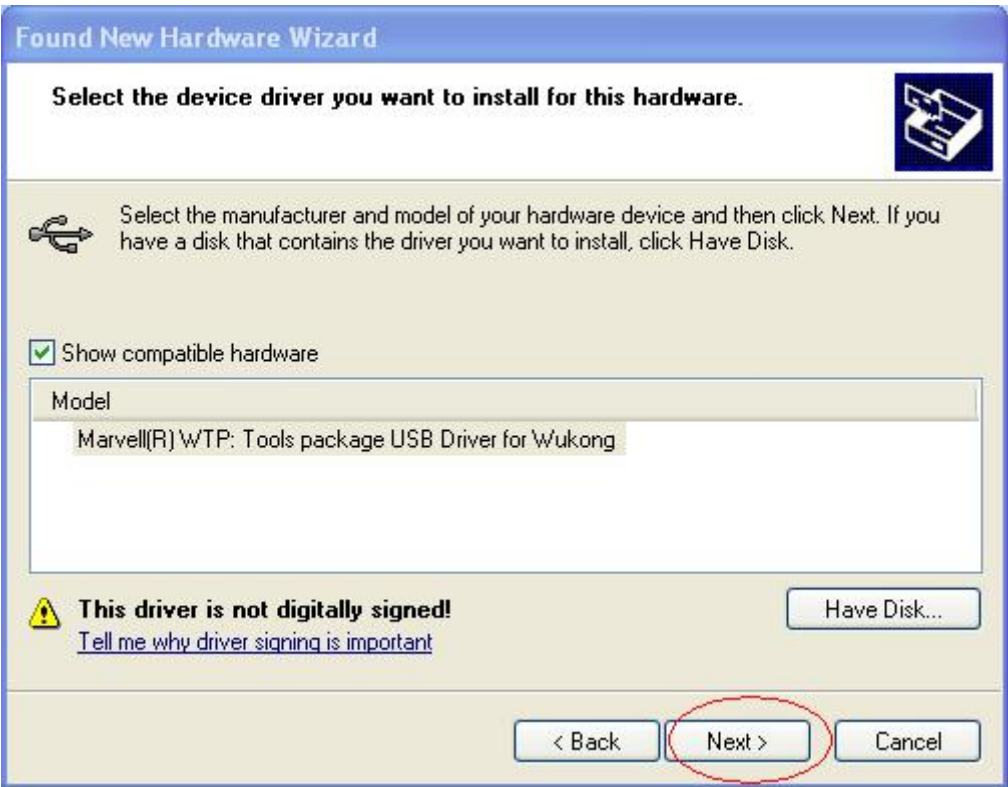 Found New Hardware Wizard
Select the device driver you want to install for this hardware.
Select the manufacturer and model of your hardware device and then click Next. If you
have a disk that contains the driver you want to install, click Have Disk.
Show compatible hardware
Model
Marvell(R) WTP: Tools package USB Driver for Wukong
This driver is not digitally signed!
Have Disk...
Tell me why driver signing is important
< Back
Next >
Cancel